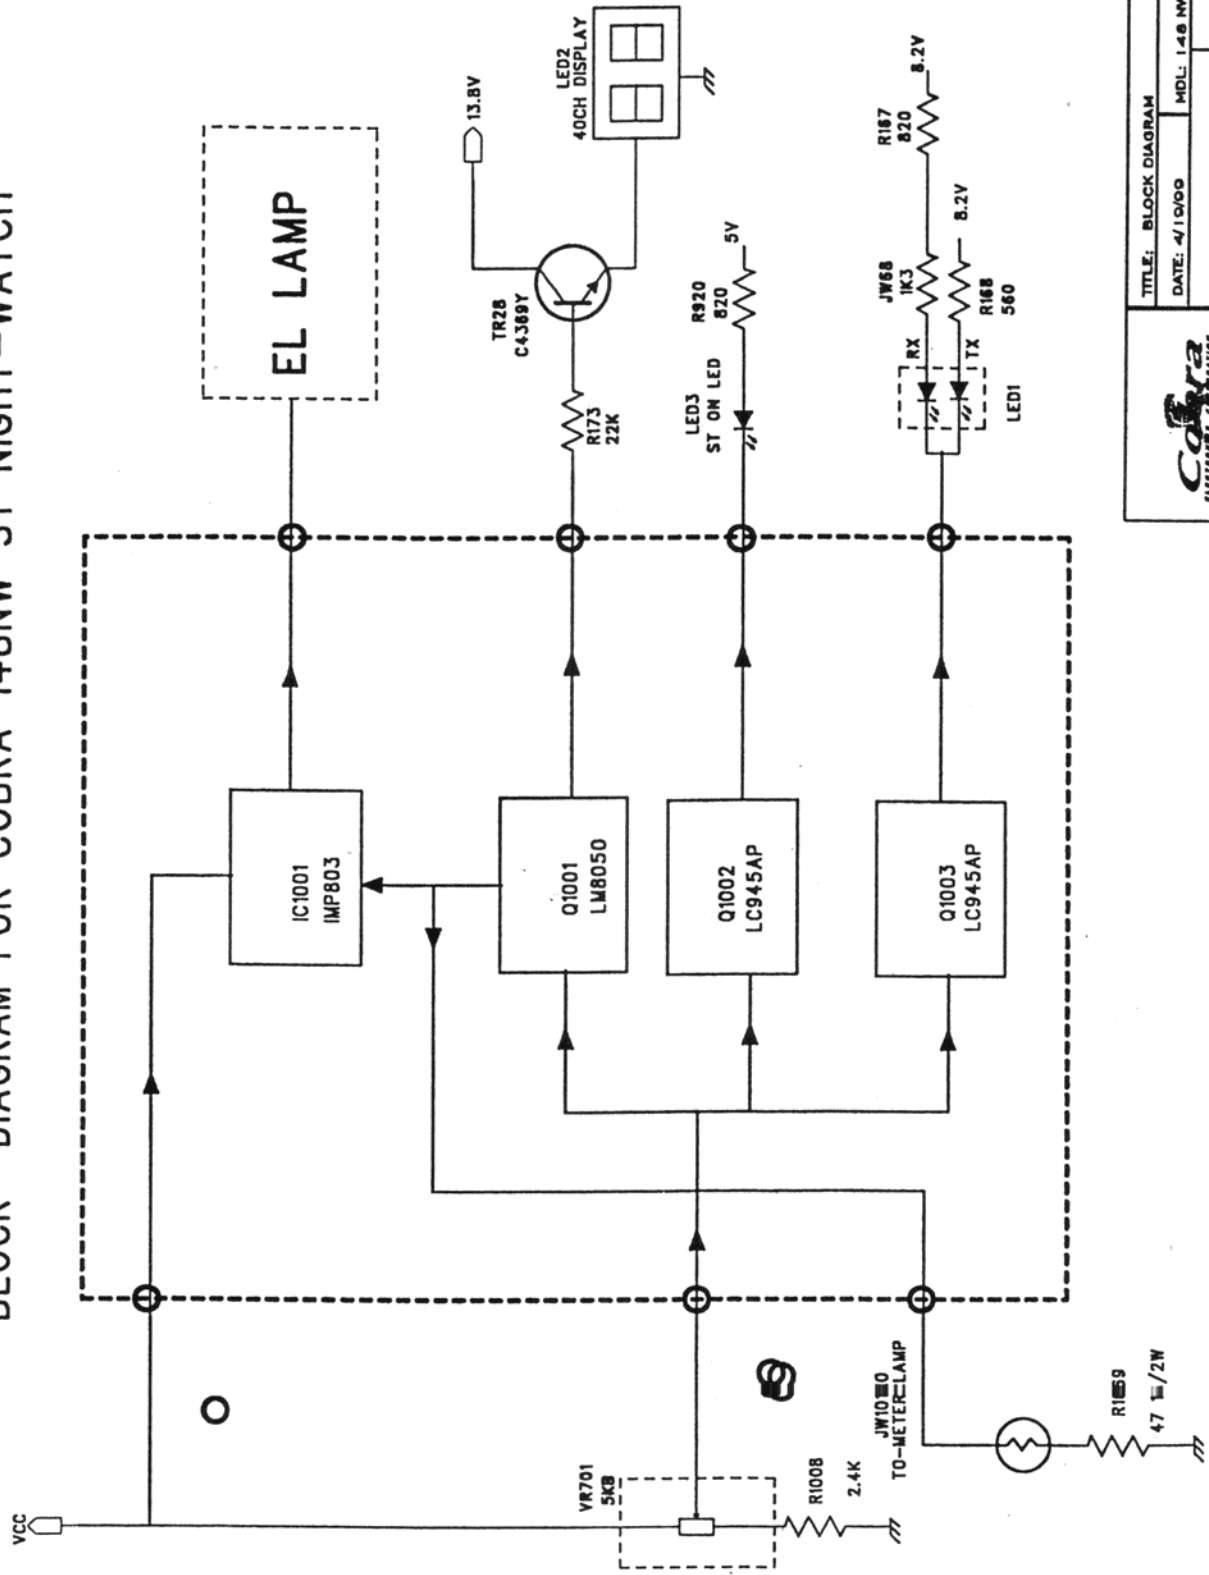 BLOCK DIAGRAM FOR COBRA 148NW ST NIGHT-WATCH
VCC
VR701
5KB
R1008
2.4K
TO-METER-LAMP
47
/2W
IC1001
IMP803
Q1001
LM8050
Q1002
LC945AP
Q1003
LC945AP
EL LAMP
13.8V
TR28
C4369Y
R173
22K
LED2
40CH DISPLAY
LED3
ST ON LED
R920
820
5V
RX
TX
LED1
JW68
1K3
R168
560
8.2V
R167
820
8.2V
Cobra
TITLE: BLOCK DIAGRAM
DATE: 4/10/00
MDL: 148 NW